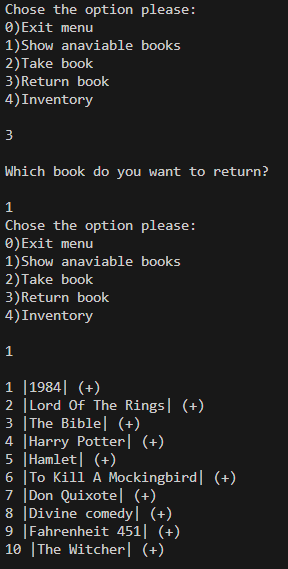 Chose the option please:
0)Exit menu
1)Show anaviable books
2)Take book
3)Return book
4)Inventory
3
Which book do you want to return?
1
Chose the option please:
0)Exit menu
1)Show anaviable books
2)Take book
3)Return book
4)Inventory
1
1 |1984| (+)
2 |Lord Of The Rings| (+)
3 |The Bible| (+)
4 |Harry Potter| (+)
5 |Hamlet| (+)
6 |To Kill A Mockingbird| (+)
7 |Don Quixote| (+)
8 |Divine comedy| (+)
9 |Fahrenheit 451| (+)
10 |The Witcher| (+)